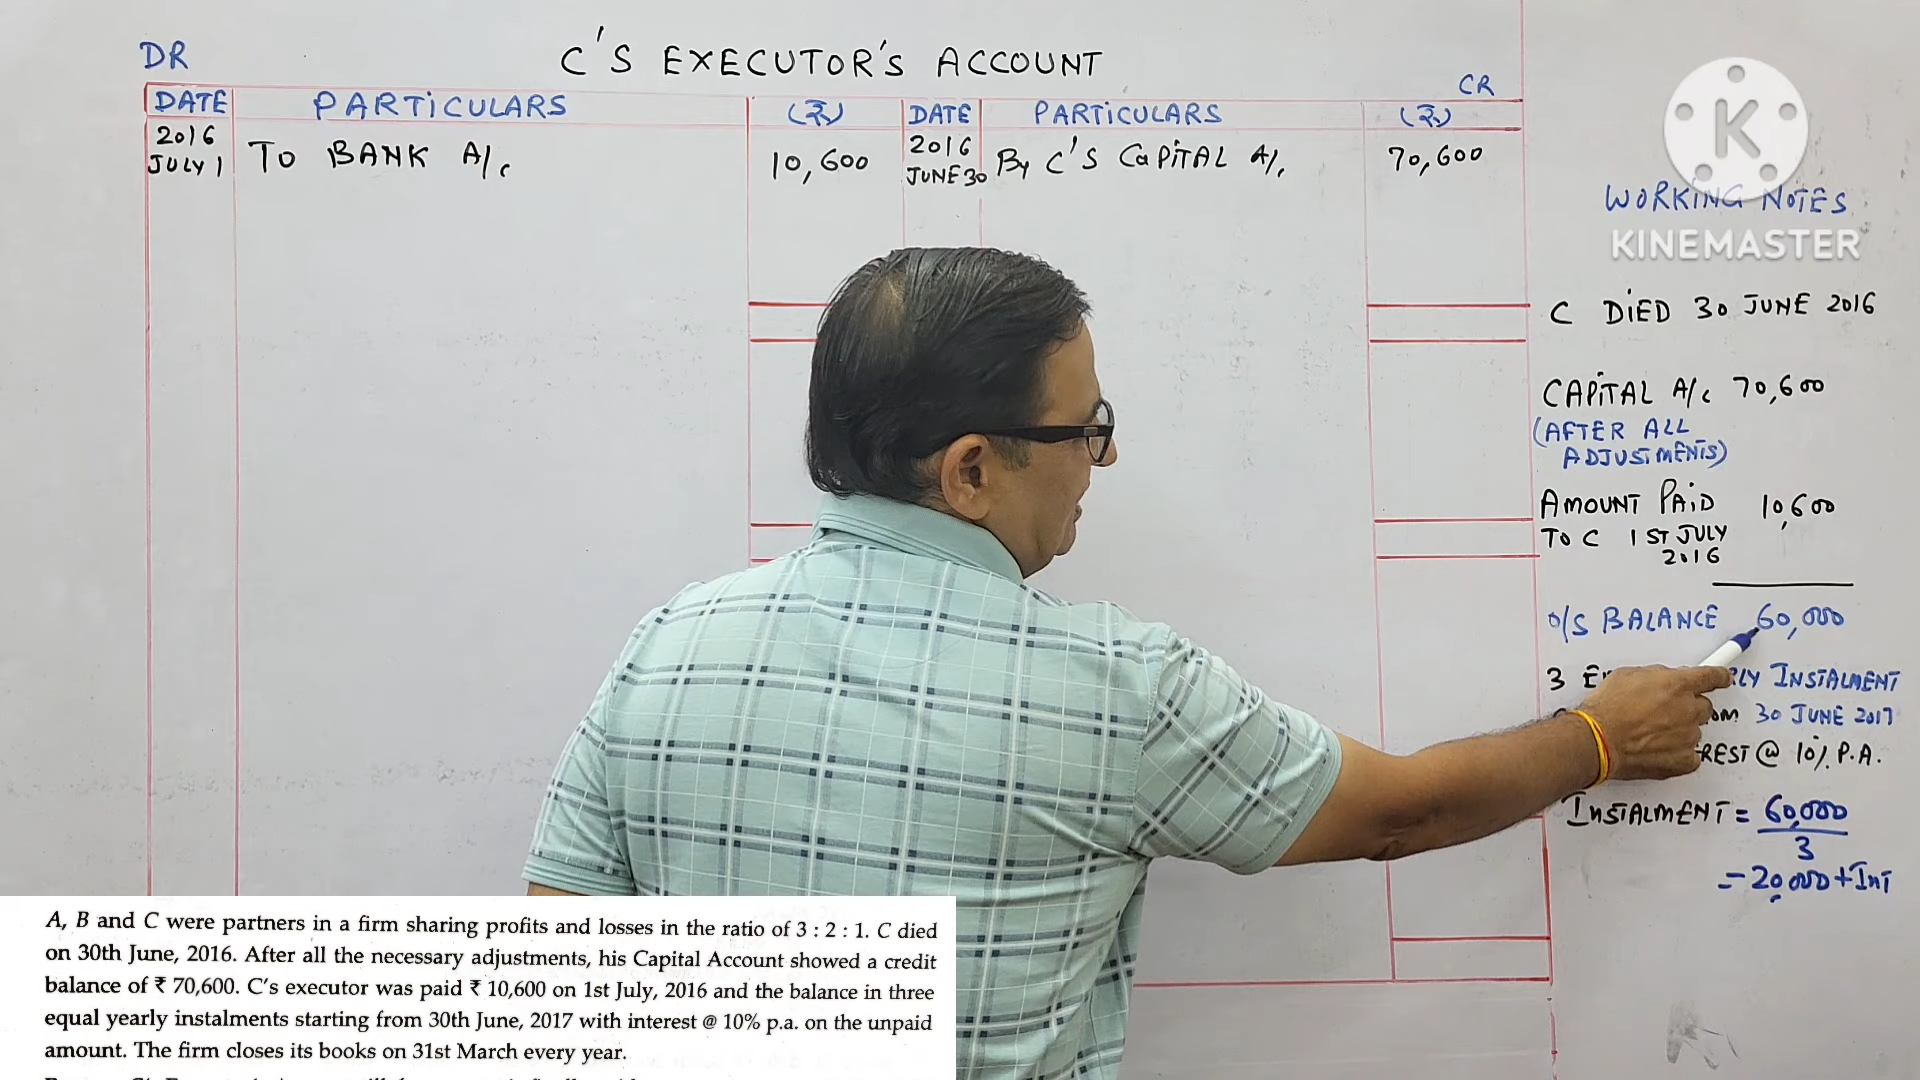 DR
C'S EXECUTOR'S ACCOUNT
CR
DATE PARTICULARS (₹) DATE PARTICULARS (₹)
2016 JULY 1 TO BANK A/c 10,600 2016 JUNE 30 By C'S CAPITAL A/c 70,600
K
KINEMASTER
WORKING NOTES
C DIED 30 JUNE 2016
CAPITAL A/c 70,600
(AFTER ALL
ADJUSTMENTS)
AMOUNT PAID 10,600
TO C 1ST JULY
2016
O/S BALANCE 60,000
3 INSTALMENT
30 JUNE 2017
@ 10% P.A.
INSTALMENT = 60,000
3
= 20,000 + INT
A, B and C were partners in a firm sharing profits and losses in the ratio of 3 : 2 : 1. C died
on 30th June, 2016. After all the necessary adjustments, his Capital Account showed a credit
balance of ₹ 70,600. C's executor was paid ₹ 10,600 on 1st July, 2016 and the balance in three
equal yearly instalments starting from 30th June, 2017 with interest @ 10% p.a. on the unpaid
amount. The firm closes its books on 31st March every year.